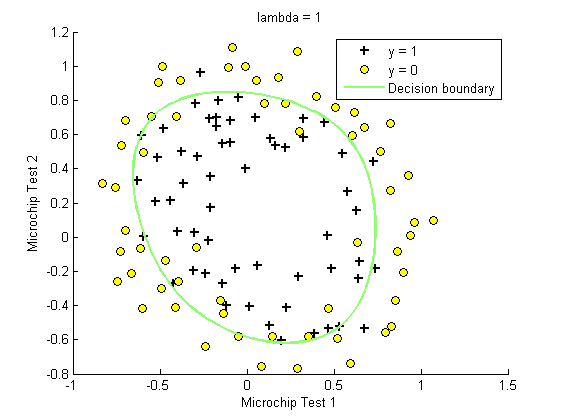 lambda = 1
y = 1
y = 0
Decision boundary
1.2
1
0.8
0.6
0.4
0.2
0
-0.2
-0.4
-0.6
-0.8
Microchip Test 2
-1
-0.5
0
0.5
1
1.5
Microchip Test 1